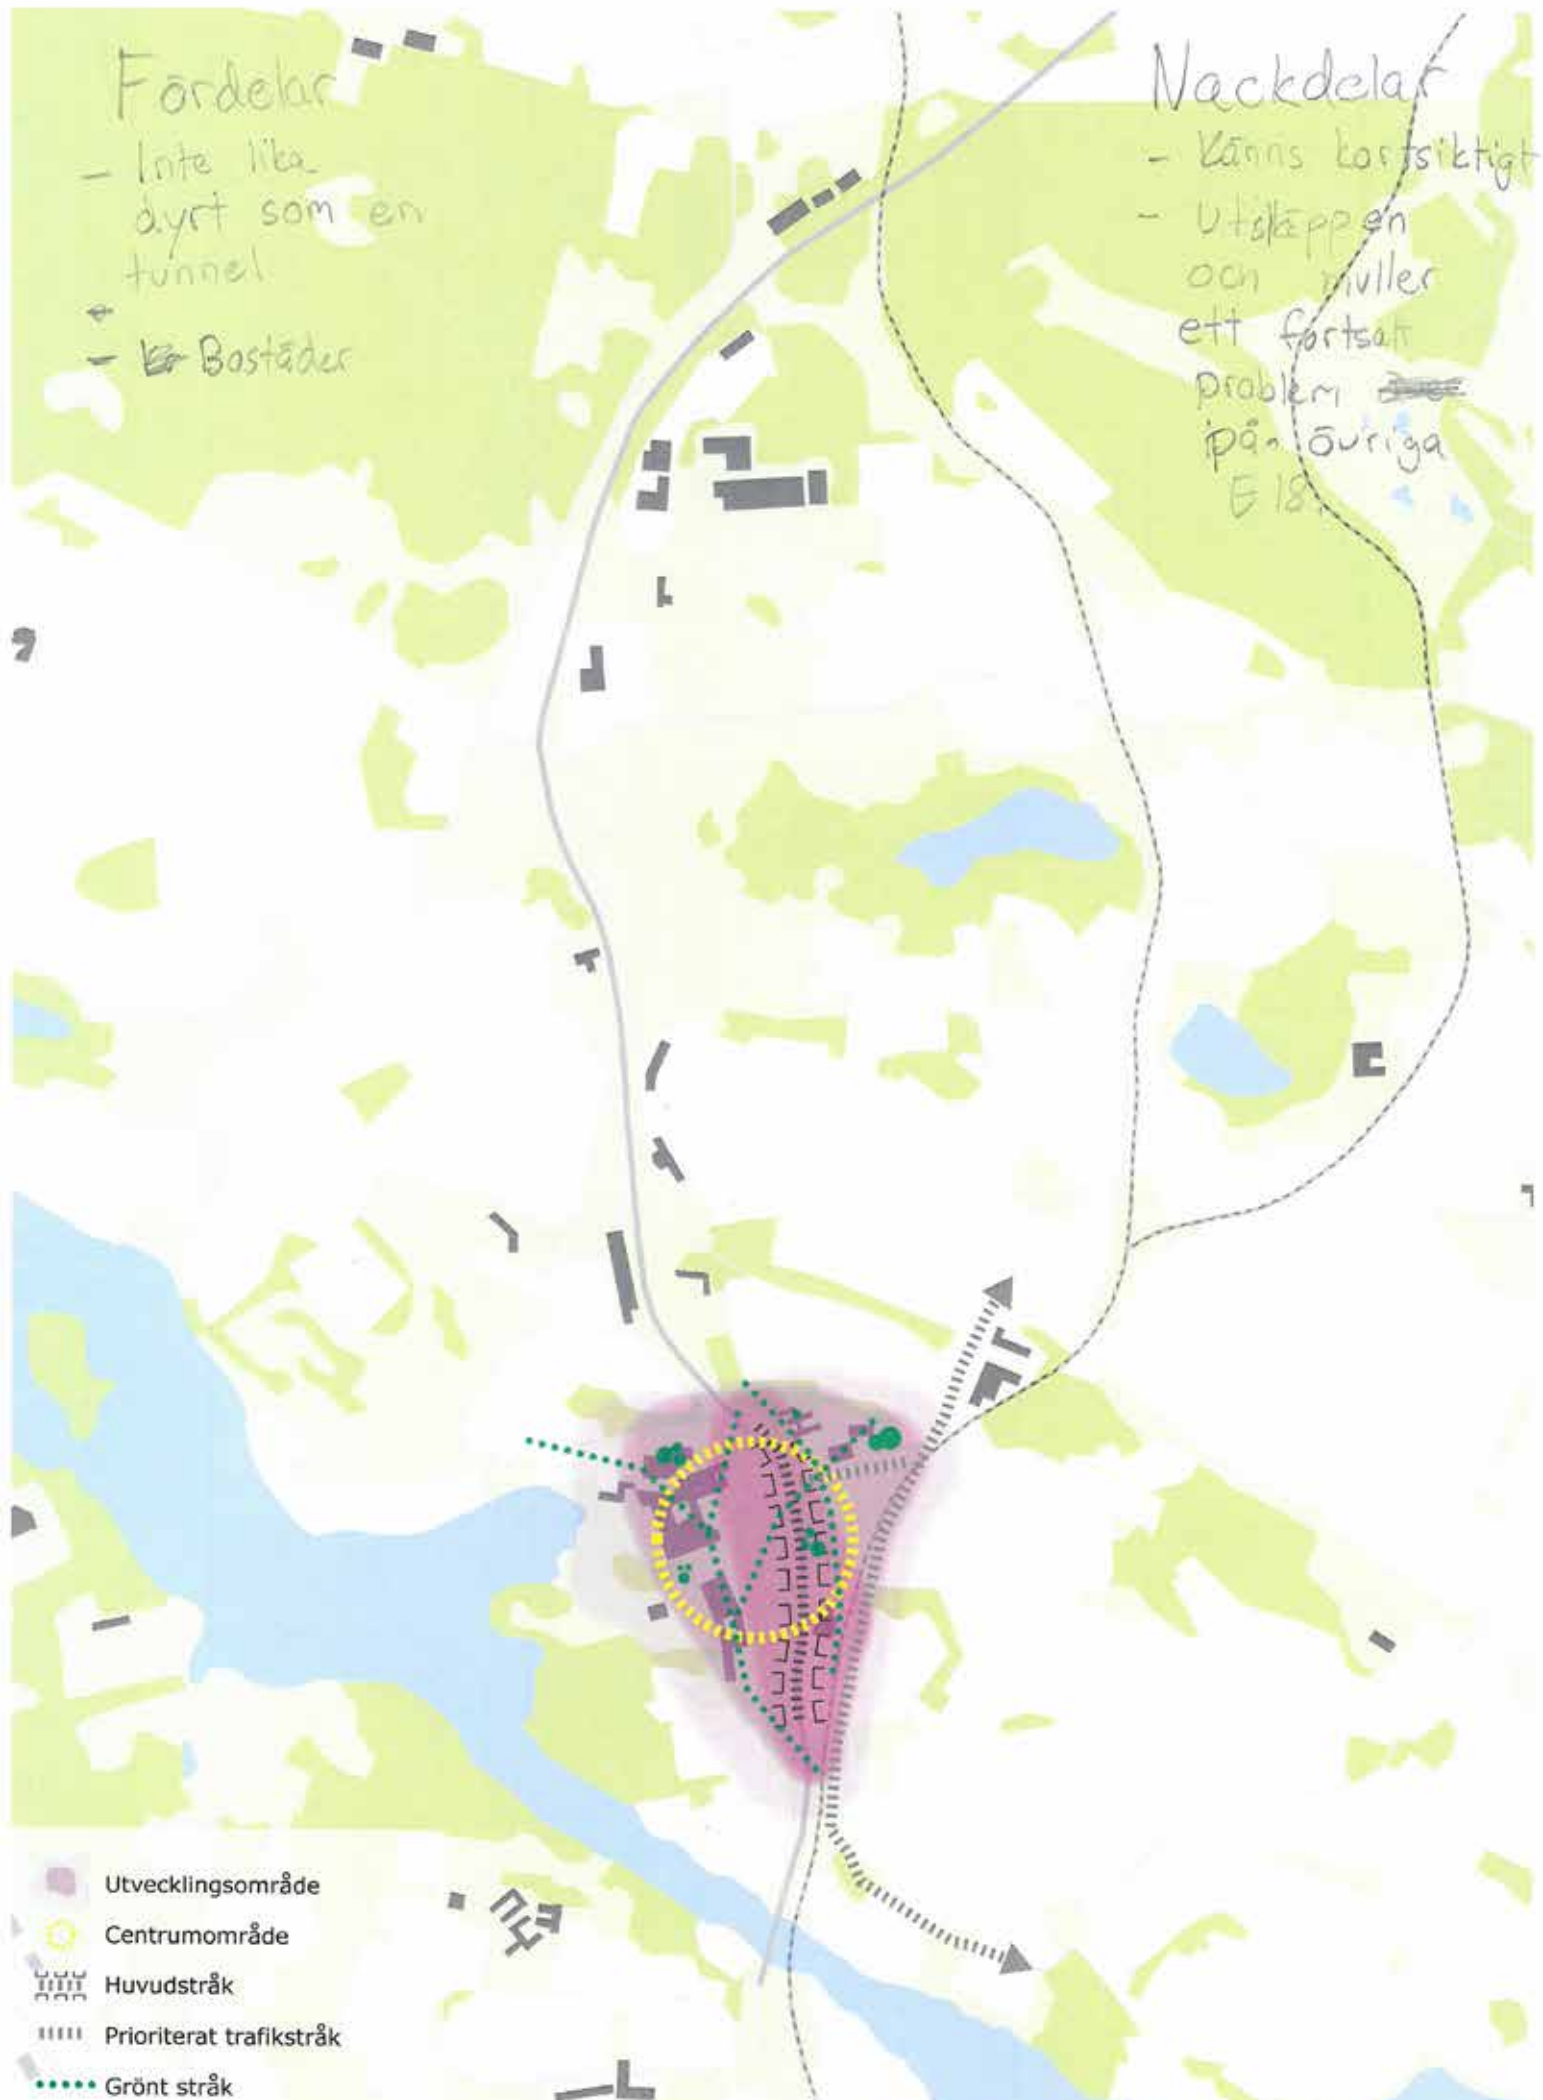 Fördelar
- Inte lika
dyrt som en
tunnel
- Bostäder
Nackdelar
- Känns kortsiktigt
- Utsläppen
och muller
ett fortsatt
problem
på övriga
E18.
Utvecklingsområde
Centrumområde
Huvudstråk
Prioriterat trafikstråk
Grönt stråk